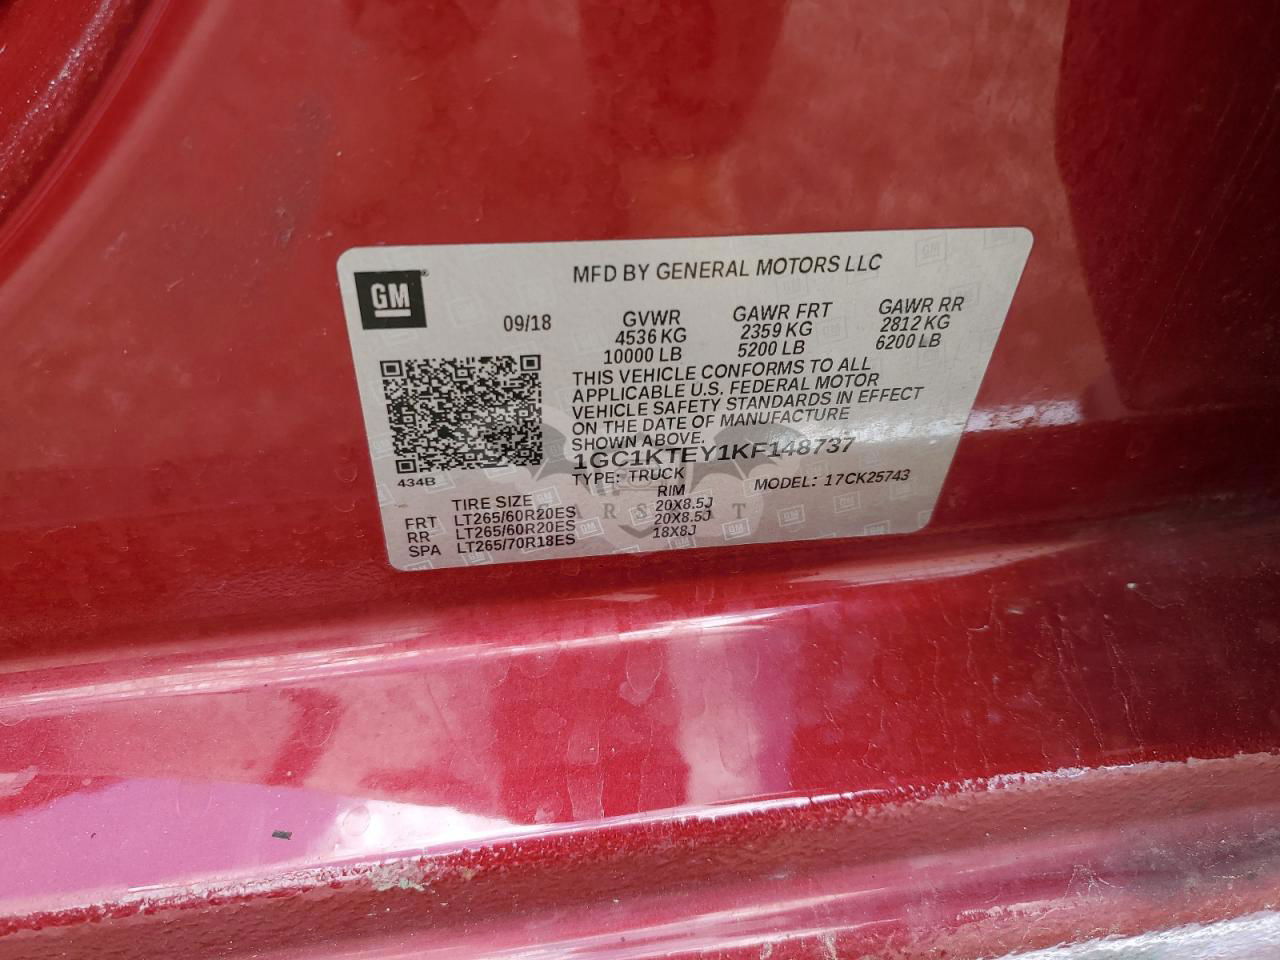 GM
MFD BY GENERAL MOTORS LLC
09/18
GVWR GAWR FRT GAWR RR
4536 KG 2359 KG 2812 KG
10000 LB 5200 LB 6200 LB
THIS VEHICLE CONFORMS TO ALL
APPLICABLE U.S. FEDERAL MOTOR
VEHICLE SAFETY STANDARDS IN EFFECT
ON THE DATE OF MANUFACTURE
SHOWN ABOVE.
1GC1KTEY1KF148737
434B
TYPE: TRUCK MODEL: 17CK25743
TIRE SIZE RIM
FRT LT265/60R20ES 20X8.5J
RR LT265/60R20ES 20X8.5J
SPA LT265/70R18ES 18X8J